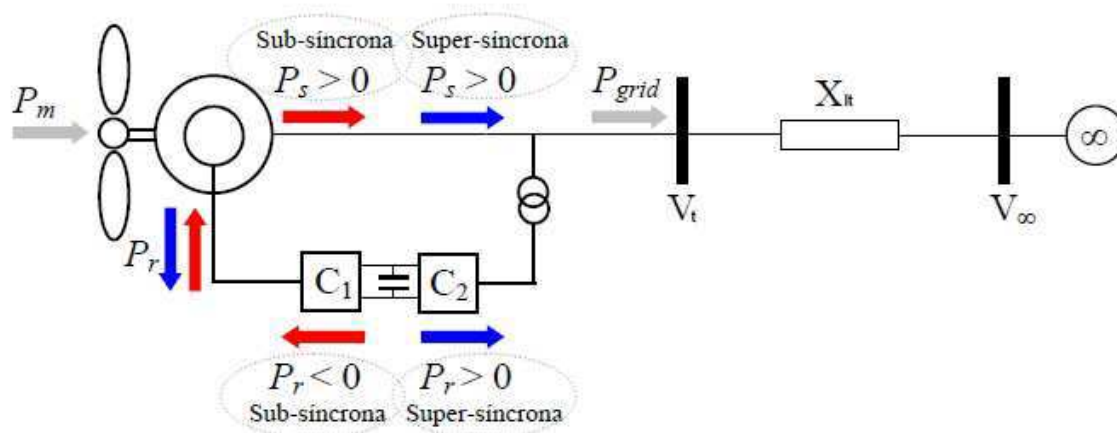 Sub-síncrona Super-síncrona
P_s > 0 P_s > 0
P_grid
X_lt
P_m
∞
V_t V_∞
P_r
C_1 C_2
P_r < 0 P_r > 0
Sub-síncrona Super-síncrona